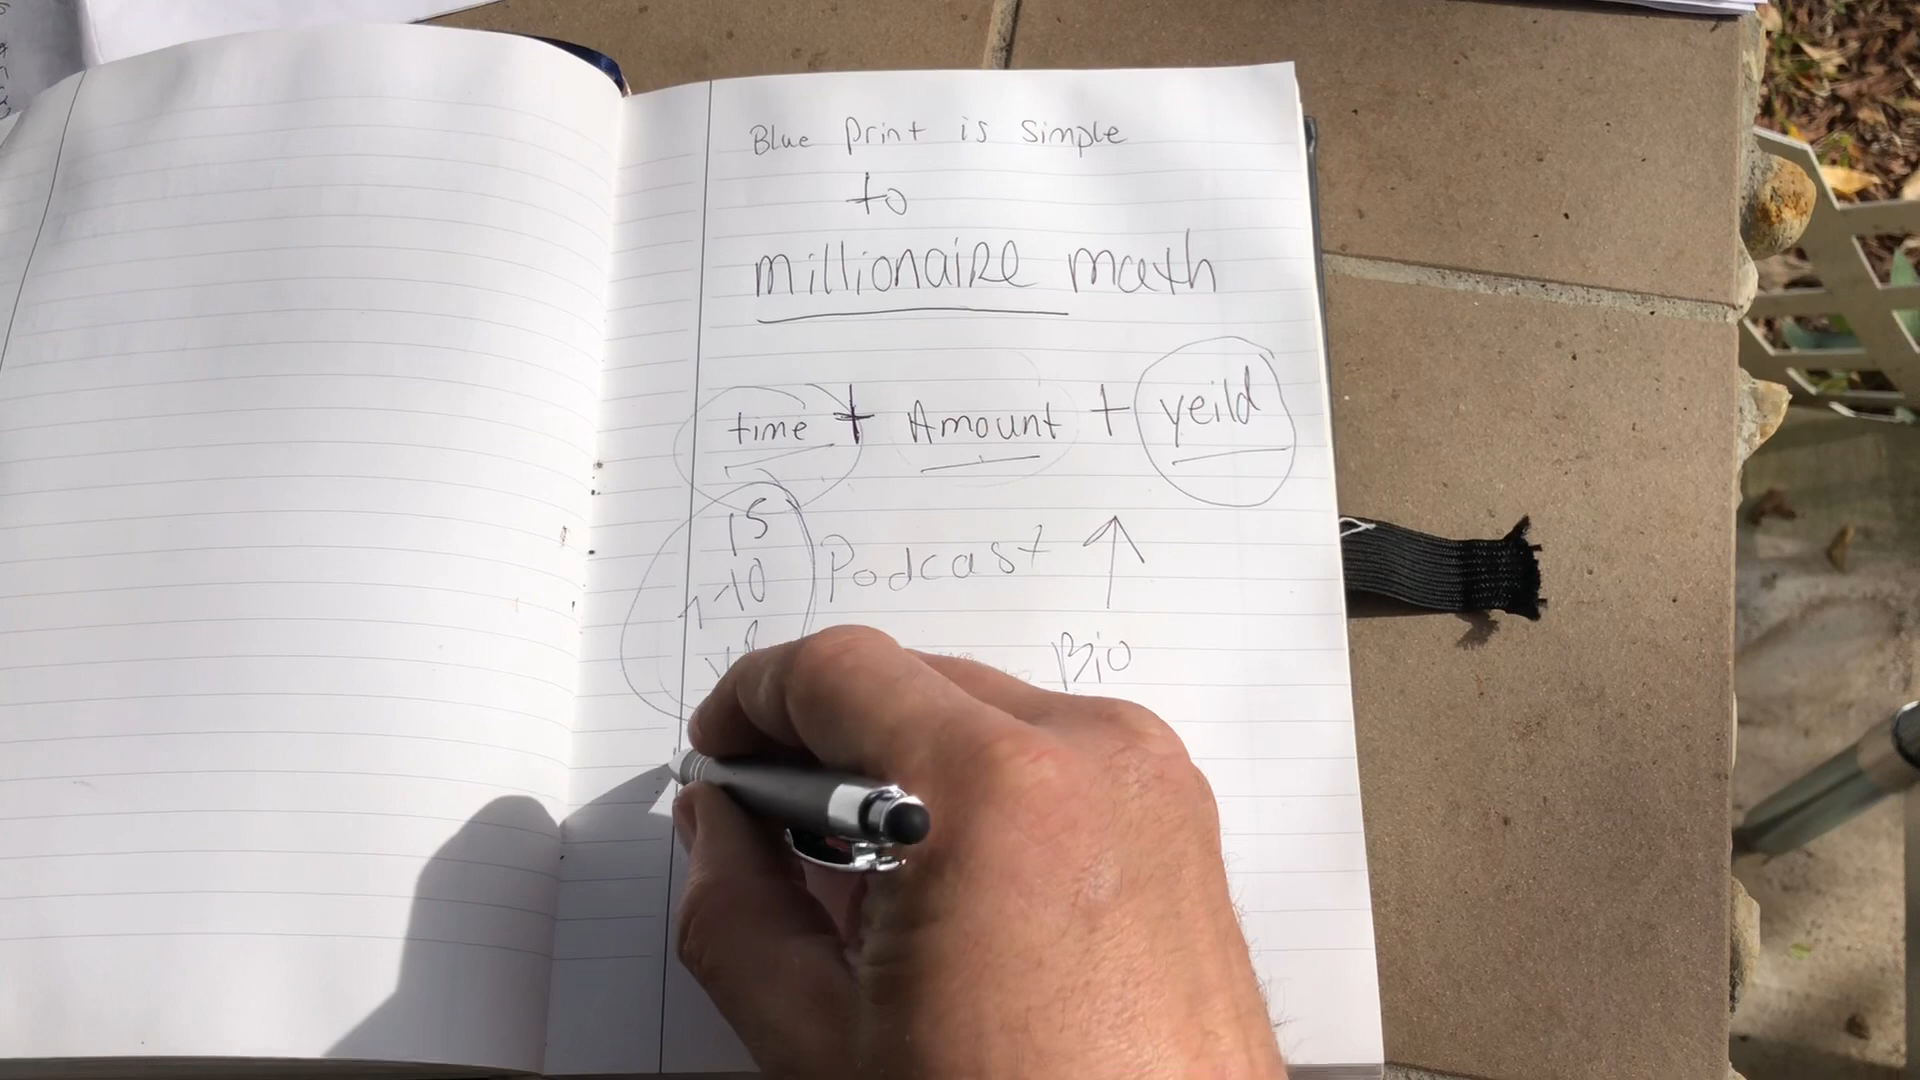 Blue Print is simple
to
millionaire math
time + Amount + yeild
15
10
Podcast
Bio